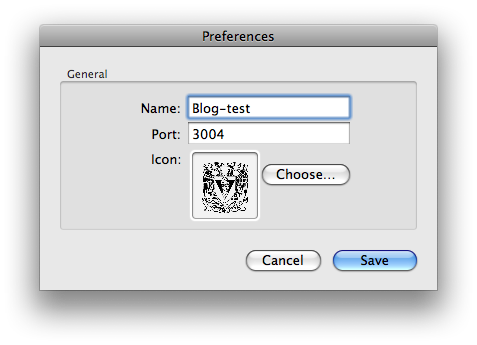 Preferences
General
Name: Blog-test
Port: 3004
Icon: Choose...
Cancel Save